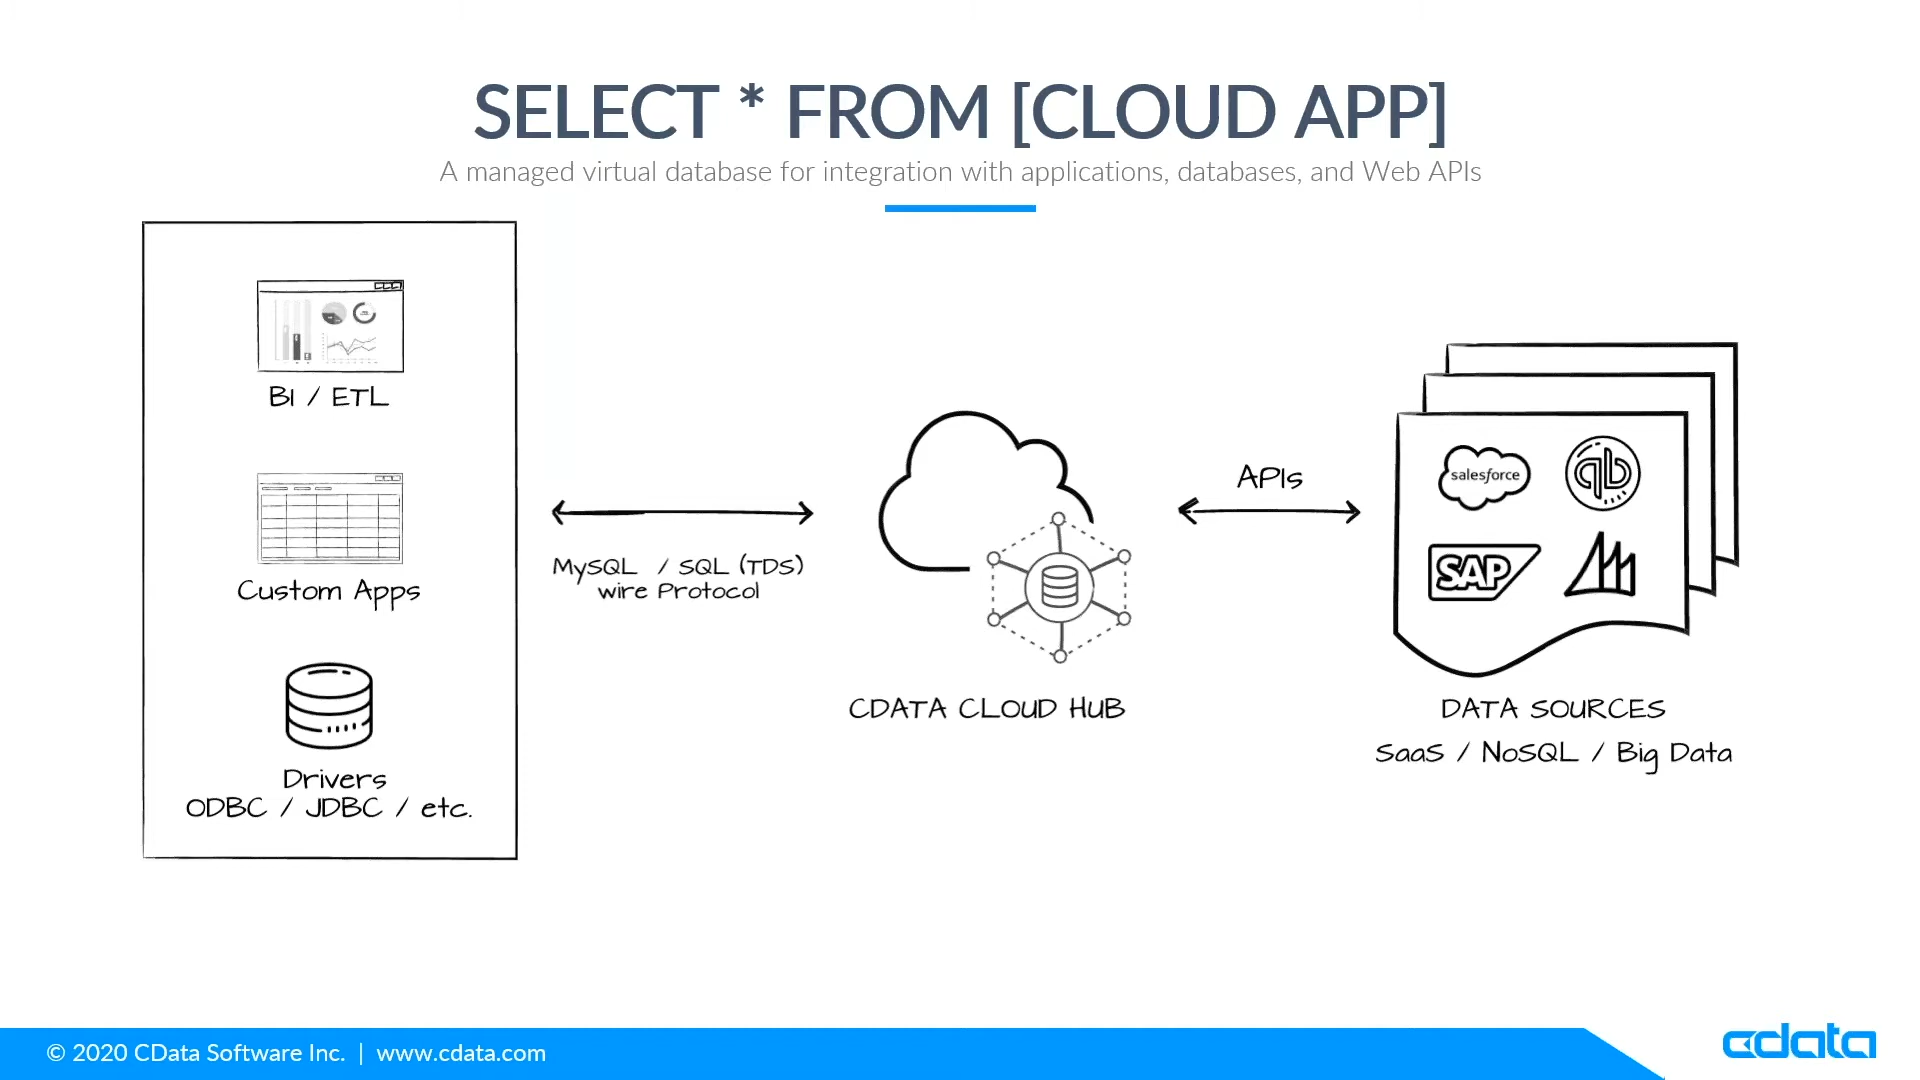 SELECT * FROM [CLOUD APP]
A managed virtual database for integration with applications, databases, and Web APIs
BI / ETL
Custom Apps
Drivers
ODBC / JDBC / etc.
MySQL / SQL (TDS)
wire Protocol
CDATA CLOUD HUB
APIs
salesforce
qb
SAP
DATA SOURCES
SaaS / NoSQL / Big Data
© 2020 CData Software Inc. | www.cdata.com
cdata